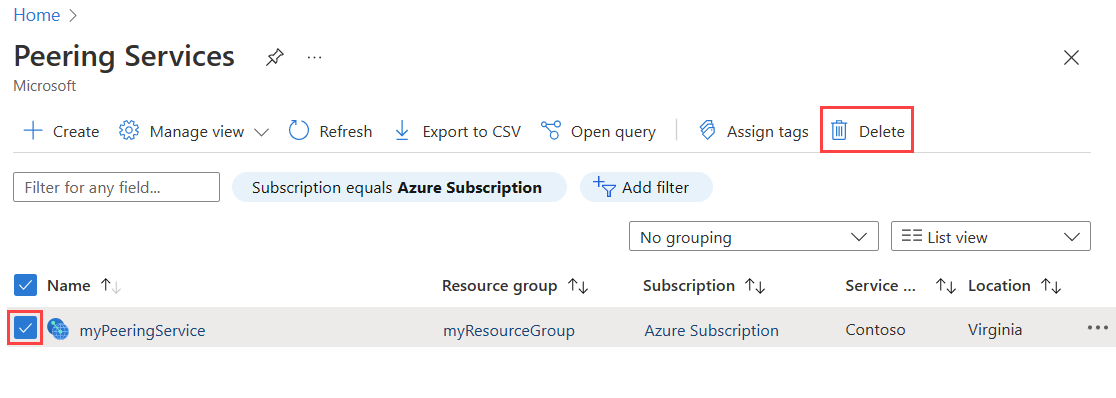 Home
Peering Services
Microsoft
Create Manage view Refresh Export to CSV Open query Assign tags Delete
Filter for any field... Subscription equals Azure Subscription Add filter
No grouping List view
Name Resource group Subscription Service ... Location
myPeeringService myResourceGroup Azure Subscription Contoso Virginia